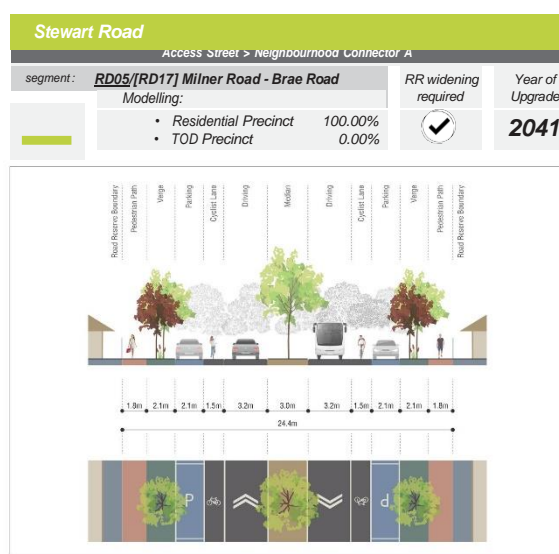 Stewart Road
Access Street > Neighbourhood Connector A
segment : RD05/[RD17] Milner Road - Brae Road
RR widening required
Year of Upgrade
Modelling:
• Residential Precinct 100.00%
• TOD Precinct 0.00%
2041
Road Reserve Boundary
Pedestrian Path
Verge
Parking
Cyclist Lane
Driving
Median
Driving
Cyclist Lane
Parking
Verge
Pedestrian Path
Road Reserve Boundary
1.8m 2.1m 2.1m 1.5m 3.2m 3.0m 3.2m 1.5m 2.1m 2.1m 1.8m
24.4m
P P